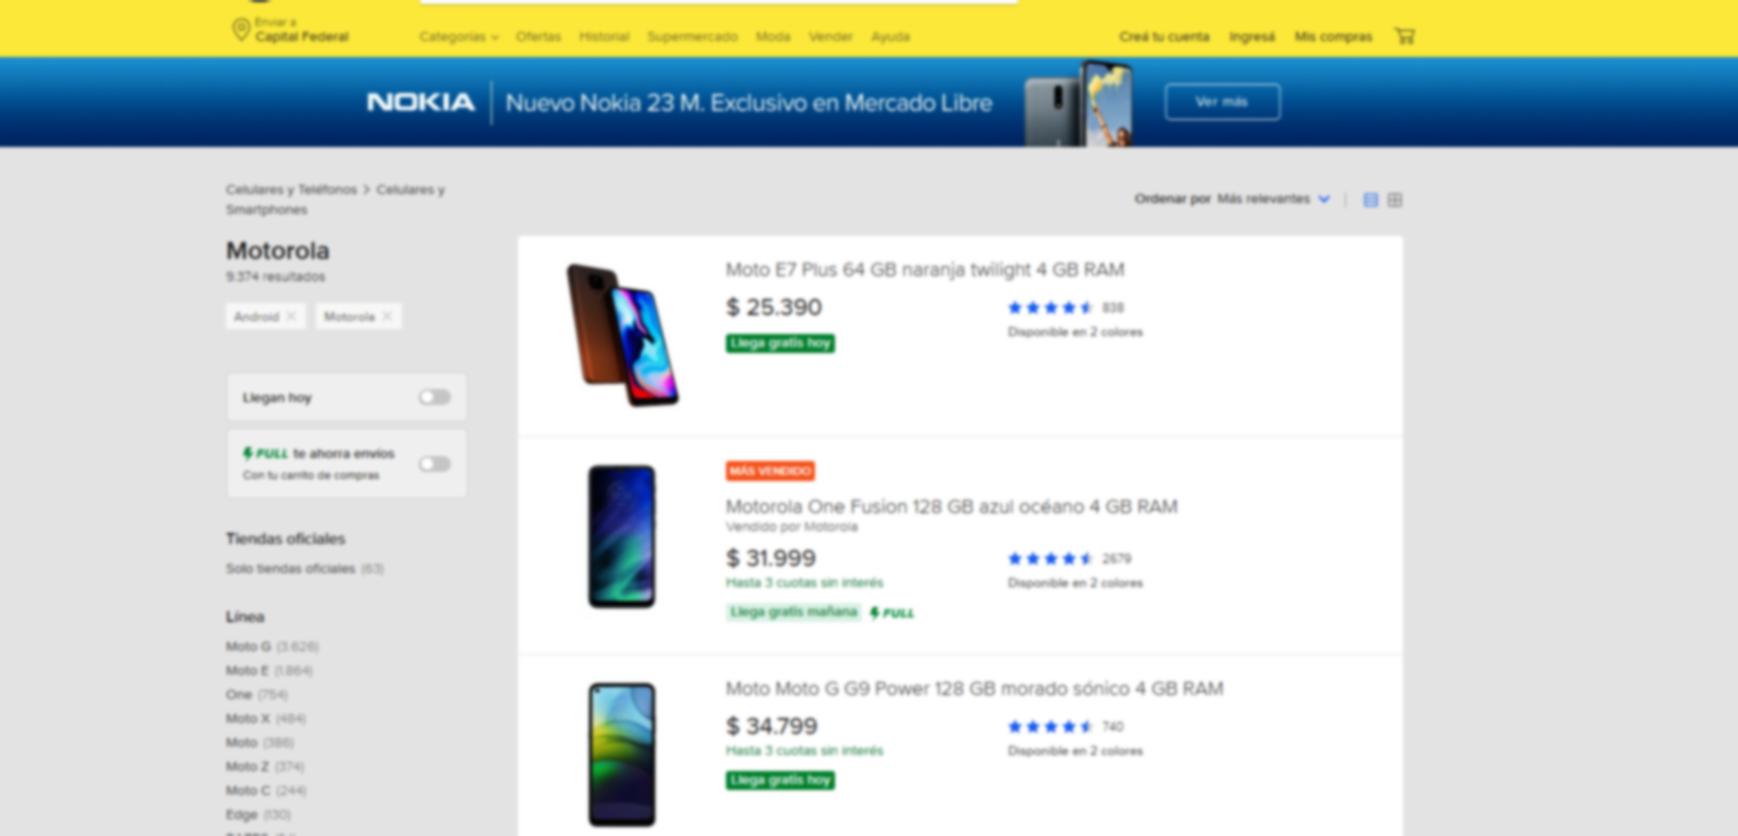 Enviar a
Capital Federal
Categorías
Ofertas
Historial
Supermercado
Moda
Vender
Ayuda
Creá tu cuenta
Ingresá
Mis compras
NOKIA
Nuevo Nokia 23 M. Exclusivo en Mercado Libre
Ver más
Celulares y Teléfonos > Celulares y
Smartphones
Ordenar por Más relevantes
Motorola
9.374 resultados
Android
Motorola
Llegan hoy
FULL te ahorra envíos
Con tu carrito de compras
Tiendas oficiales
Solo tiendas oficiales (63)
Línea
Moto G (3.626)
Moto E (1.864)
One (754)
Moto X (484)
Moto (386)
Moto Z (374)
Moto C (244)
Edge (130)
Moto E7 Plus 64 GB naranja twilight 4 GB RAM
$ 25.390
838
Disponible en 2 colores
Llega gratis hoy
MÁS VENDIDO
Motorola One Fusion 128 GB azul océano 4 GB RAM
Vendido por Motorola
$ 31.999
2679
Hasta 3 cuotas sin interés
Disponible en 2 colores
Llega gratis mañana FULL
Moto Moto G G9 Power 128 GB morado sónico 4 GB RAM
$ 34.799
740
Hasta 3 cuotas sin interés
Disponible en 2 colores
Llega gratis hoy